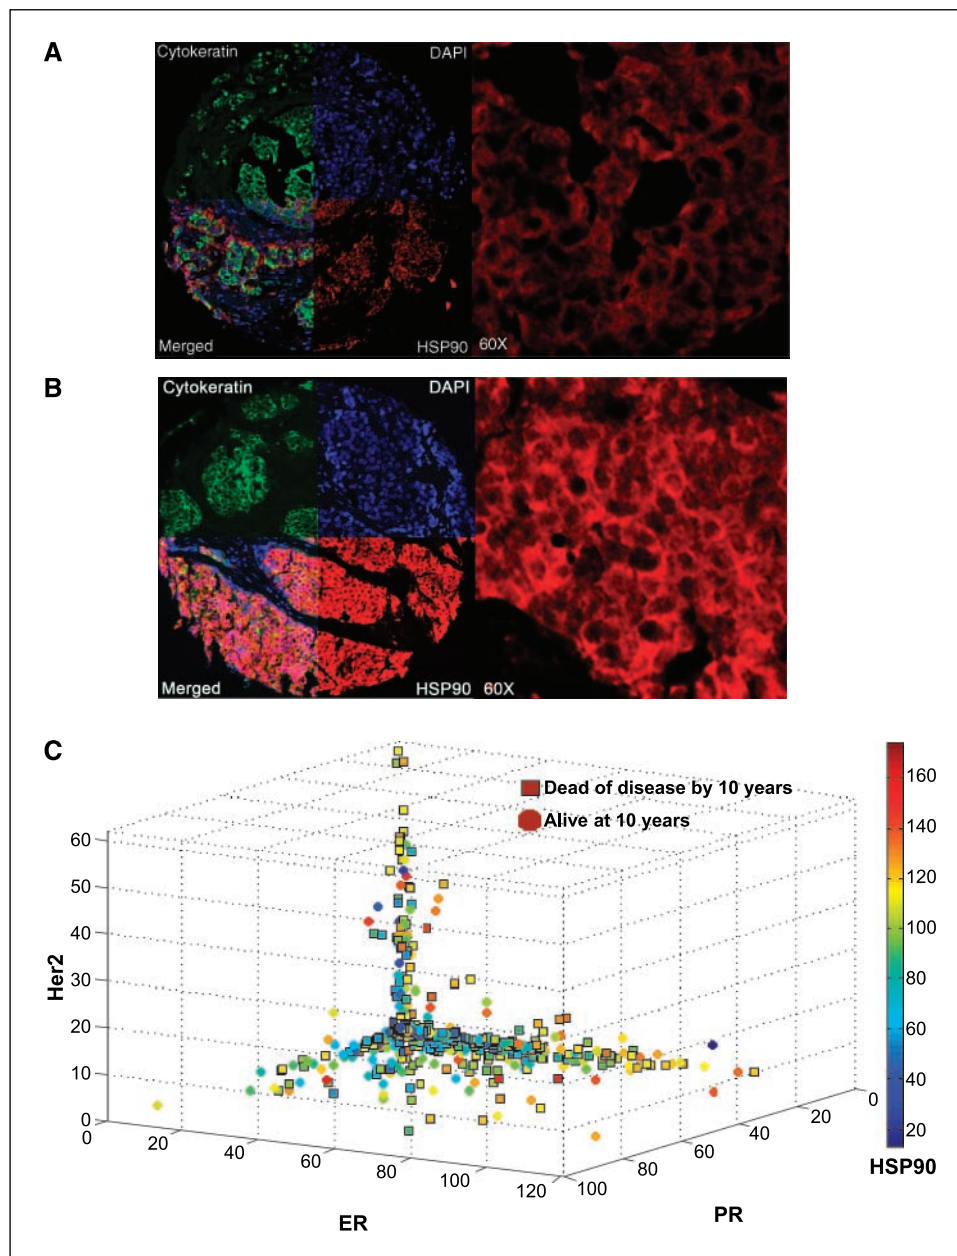 A
Cytokeratin
DAPI
Merged
HSP90
60X
B
Cytokeratin
DAPI
Merged
HSP90
60X
C
Dead of disease by 10 years
Alive at 10 years
Her2
60
50
40
30
20
10
0
0
20
40
60
80
100
120
ER
100
80
60
40
20
0
PR
160
140
120
100
80
60
40
20
HSP90